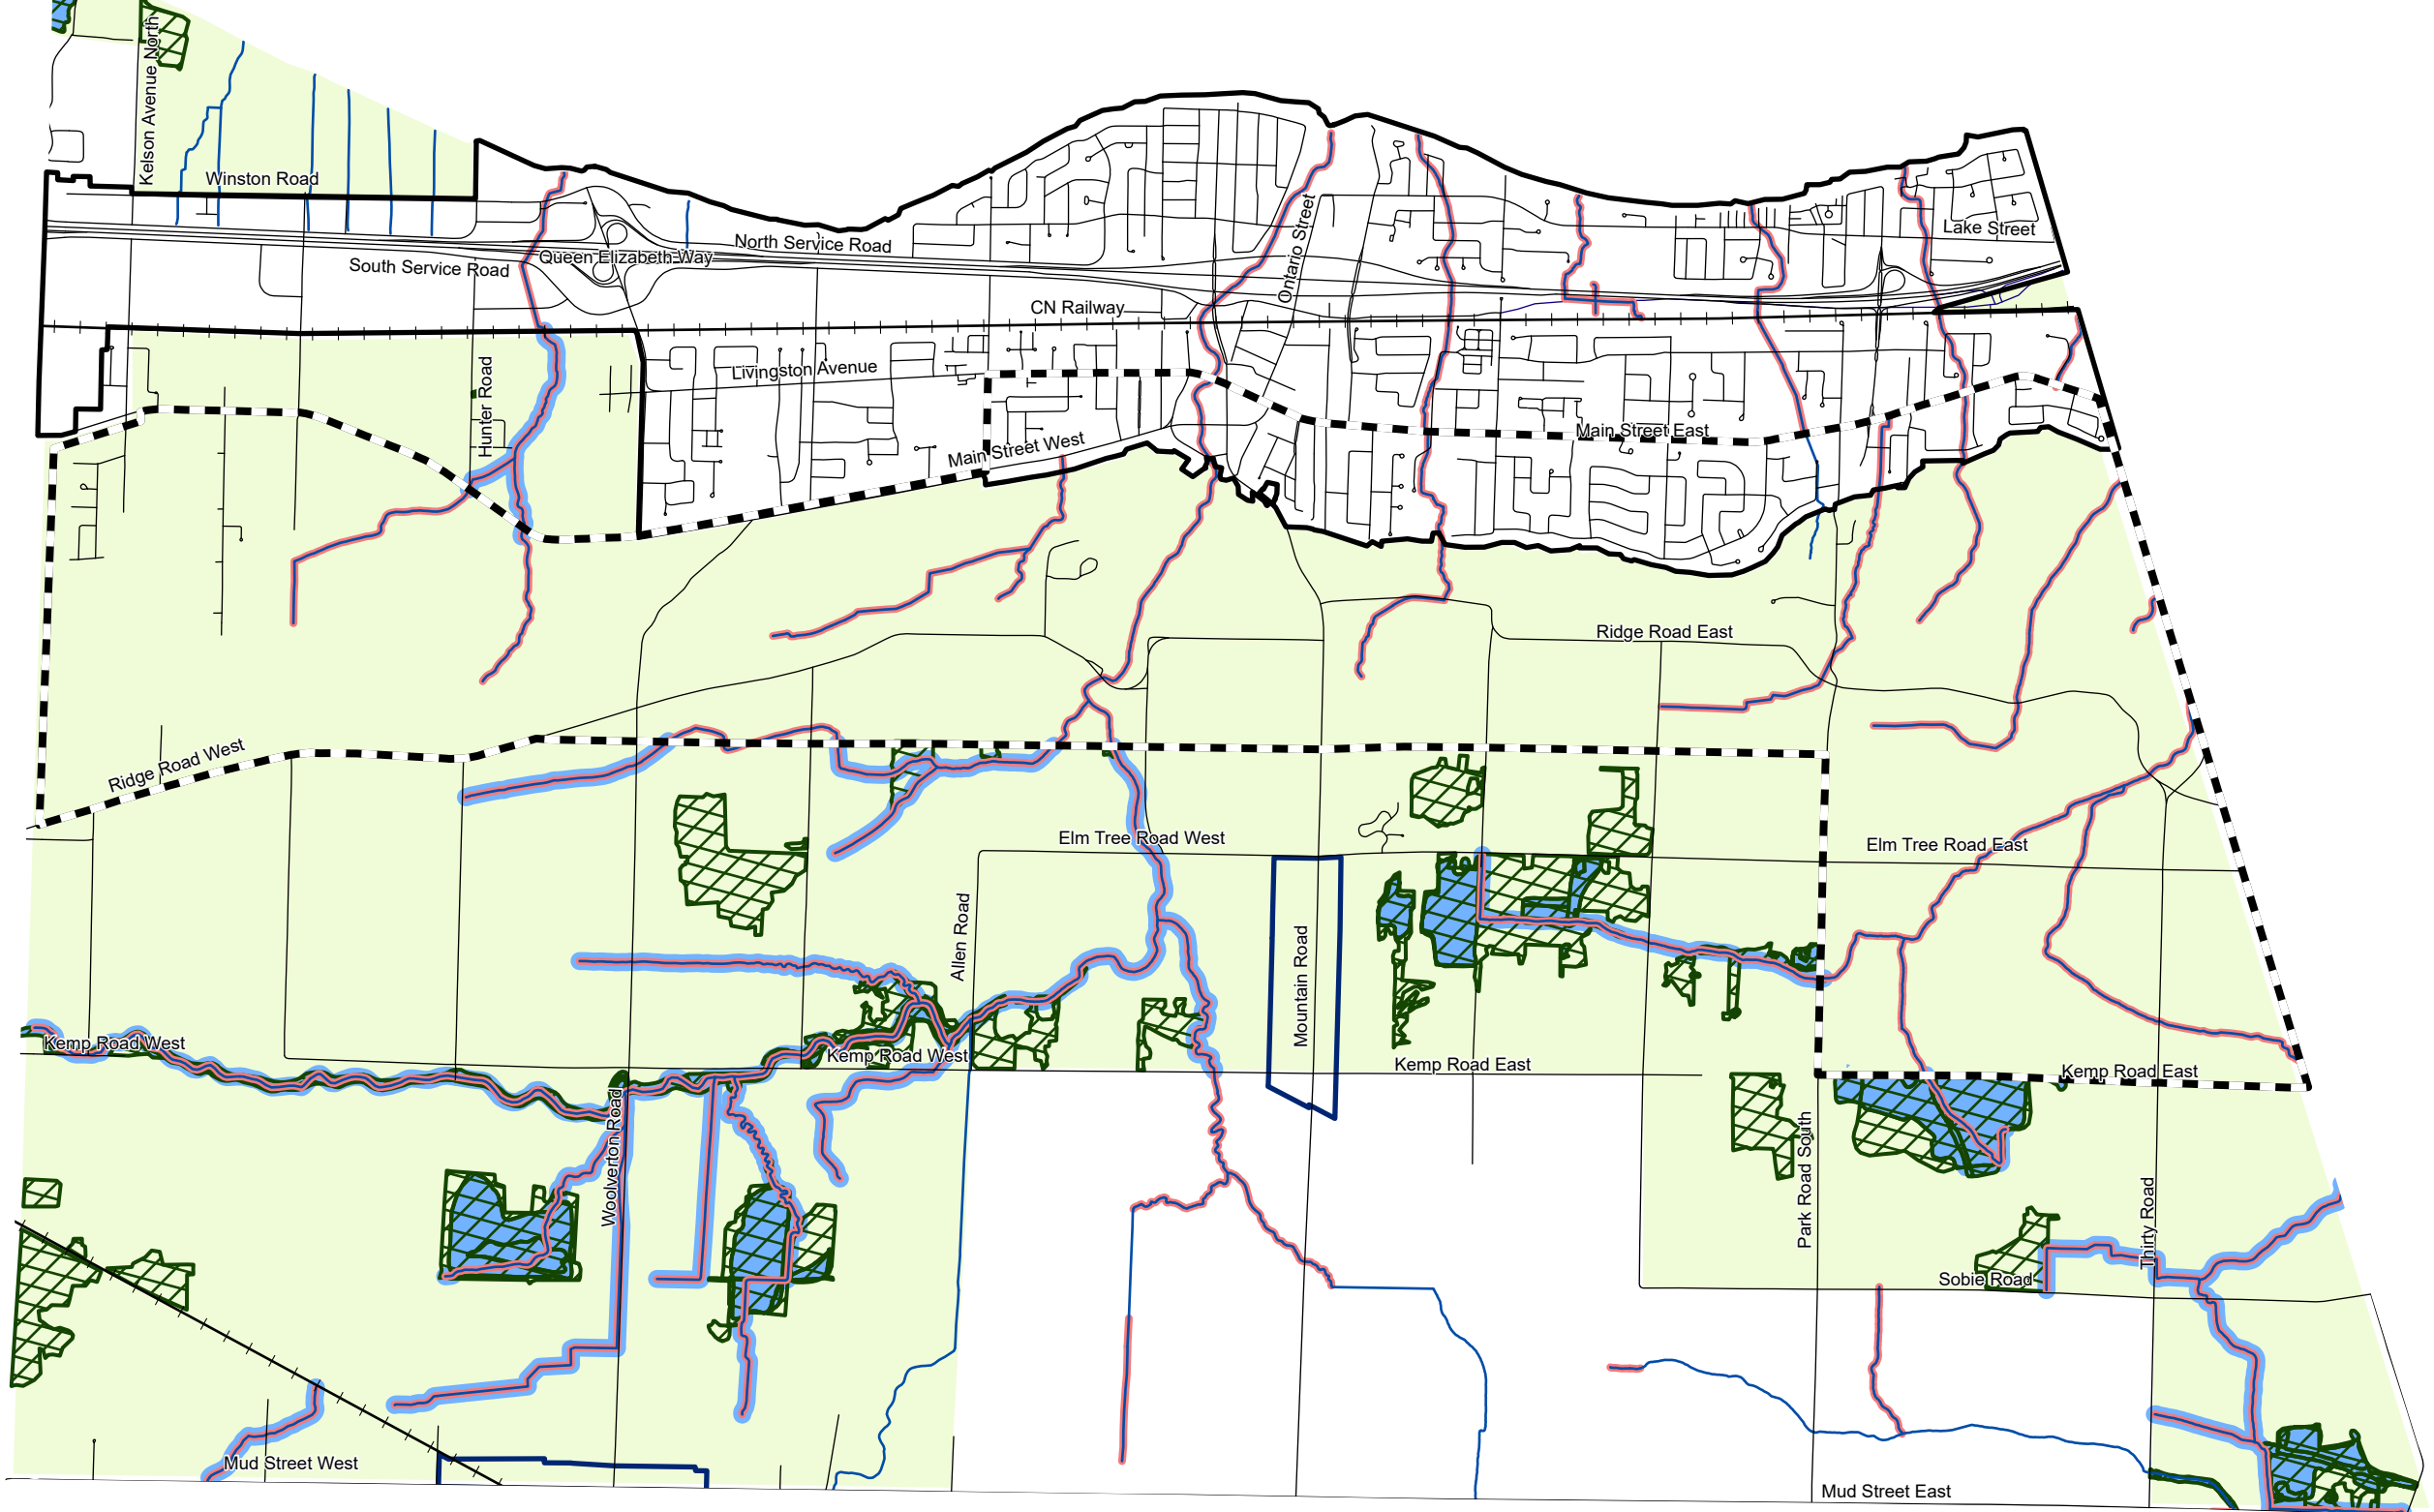 Kelson Avenue North
Winston Road
North Service Road
Lake Street
Ontario Street
Queen Elizabeth Way
South Service Road
CN Railway
Hunter Road
Livingston Avenue
Main Street East
Main Street West
Ridge Road East
Ridge Road West
Elm Tree Road West
Elm Tree Road East
Allen Road
Mountain Road
Kemp Road West
Kemp Road West
Kemp Road East
Kemp Road East
Woolverton Road
Park Road South
Thirty Road
Sobie Road
Mud Street West
Mud Street East